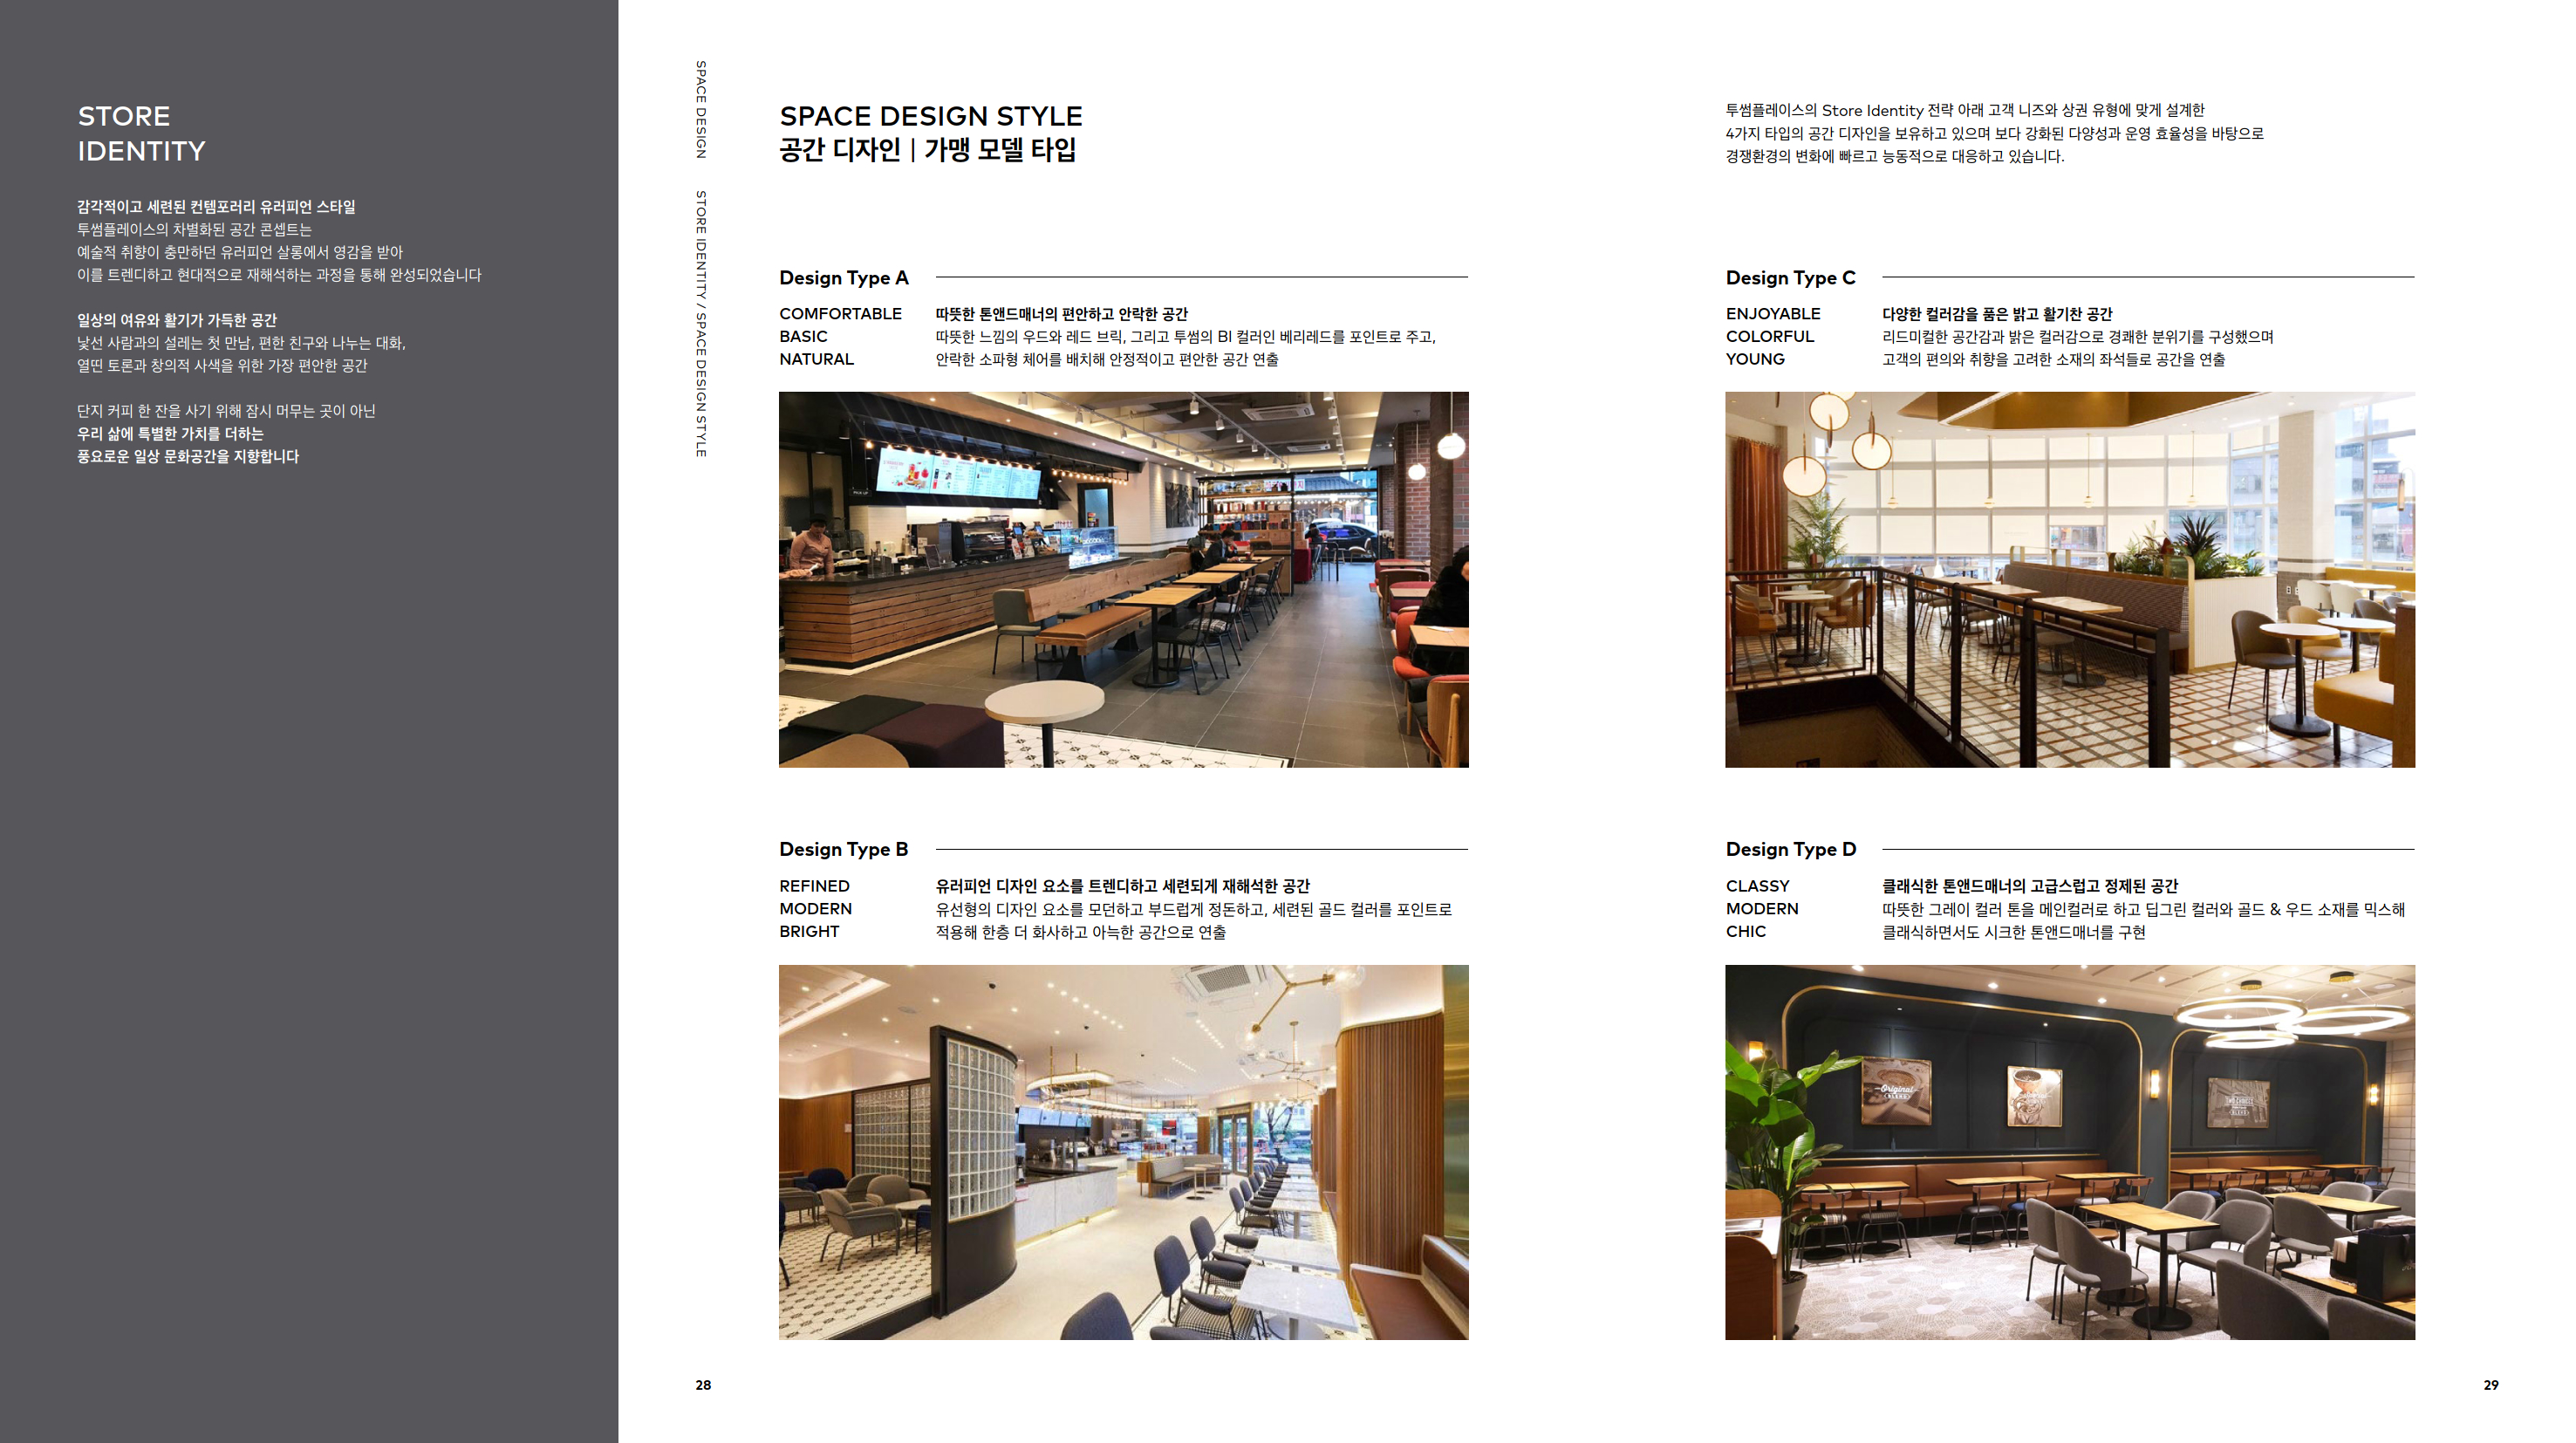 STORE
IDENTITY
감각적이고 세련된 컨템포러리 유러피언 스타일
투썸플레이스의 차별화된 공간 콘셉트는
예술적 취향이 충만하던 유러피언 살롱에서 영감을 받아
이를 트렌디하고 현대적으로 재해석하는 과정을 통해 완성되었습니다
일상의 여유와 활기가 가득한 공간
낯선 사람과의 설레는 첫 만남, 편한 친구와 나누는 대화,
열띤 토론과 창의적 사색을 위한 가장 편안한 공간
단지 커피 한 잔을 사기 위해 잠시 머무는 곳이 아닌
우리 삶에 특별한 가치를 더하는
풍요로운 일상 문화공간을 지향합니다
SPACE DESIGN
STORE IDENTITY / SPACE DESIGN STYLE
SPACE DESIGN STYLE
공간 디자인 | 가맹 모델 타입
투썸플레이스의 Store Identity 전략 아래 고객 니즈와 상권 유형에 맞게 설계한
4가지 타입의 공간 디자인을 보유하고 있으며 보다 강화된 다양성과 운영 효율성을 바탕으로
경쟁환경의 변화에 빠르고 능동적으로 대응하고 있습니다.
Design Type A
COMFORTABLE
BASIC
NATURAL
따뜻한 톤앤드매너의 편안하고 안락한 공간
따뜻한 느낌의 우드와 레드 브릭, 그리고 투썸의 BI 컬러인 베리레드를 포인트로 주고,
안락한 소파형 체어를 배치해 안정적이고 편안한 공간 연출
PICK UP
Design Type B
REFINED
MODERN
BRIGHT
유러피언 디자인 요소를 트렌디하고 세련되게 재해석한 공간
유선형의 디자인 요소를 모던하고 부드럽게 정돈하고, 세련된 골드 컬러를 포인트로
적용해 한층 더 화사하고 아늑한 공간으로 연출
Design Type C
ENJOYABLE
COLORFUL
YOUNG
다양한 컬러감을 품은 밝고 활기찬 공간
리드미컬한 공간감과 밝은 컬러감으로 경쾌한 분위기를 구성했으며
고객의 편의와 취향을 고려한 소재의 좌석들로 공간을 연출
Design Type D
CLASSY
MODERN
CHIC
클래식한 톤앤드매너의 고급스럽고 정제된 공간
따뜻한 그레이 컬러 톤을 메인컬러로 하고 딥그린 컬러와 골드 & 우드 소재를 믹스해
클래식하면서도 시크한 톤앤드매너를 구현
Original
BLEND
28
29